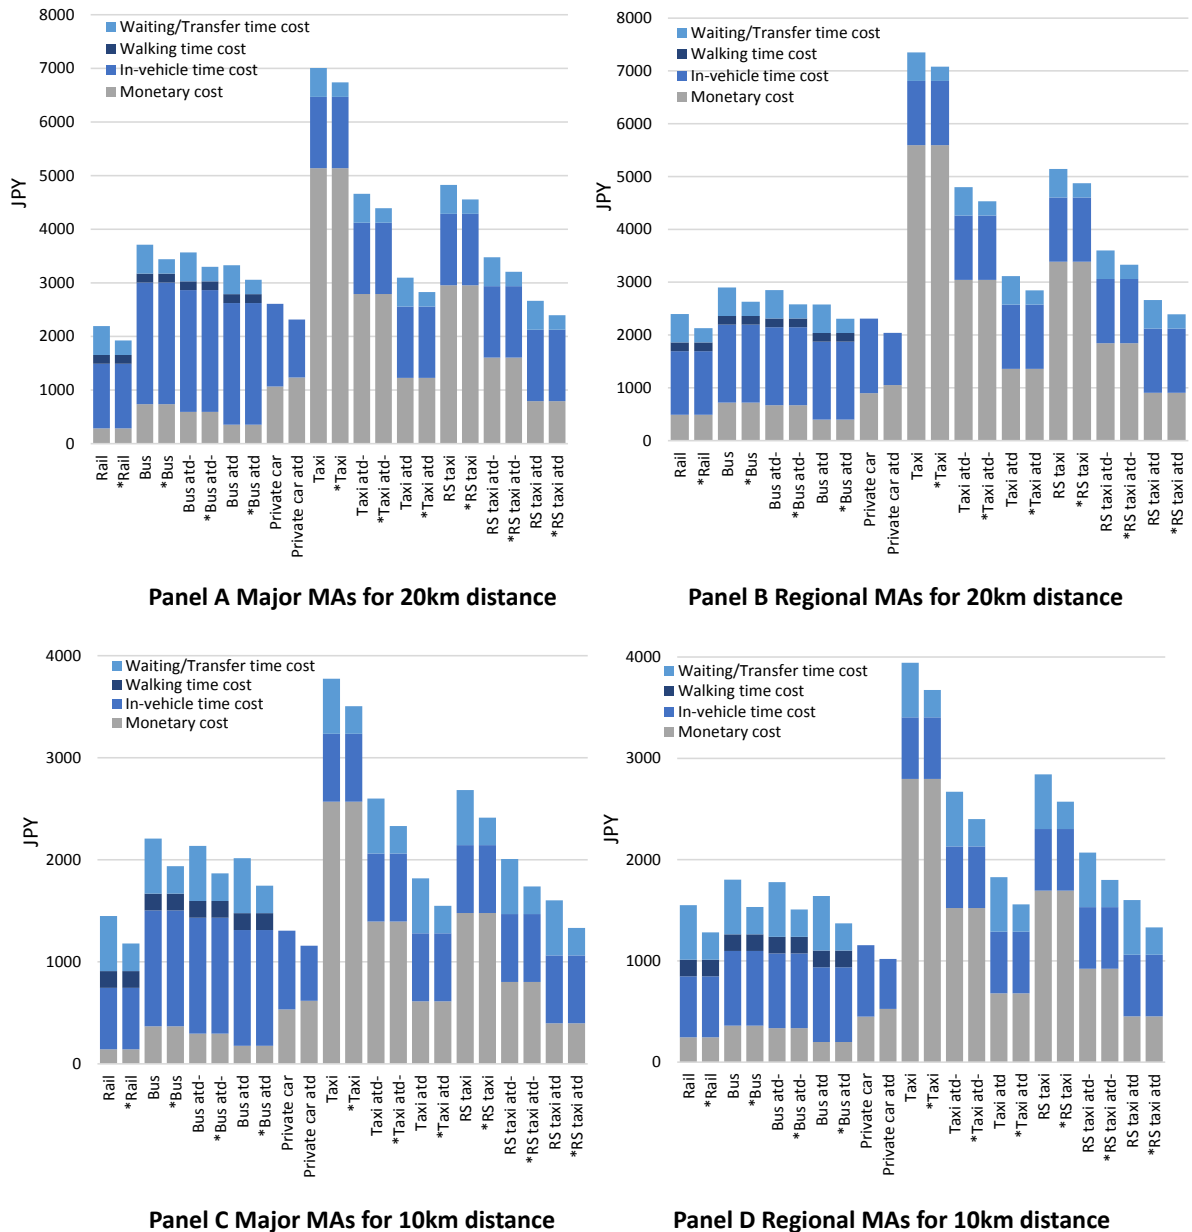 8000
7000
6000
5000
4000
3000
2000
1000
0
JPY
Waiting/Transfer time cost
Walking time cost
In-vehicle time cost
Monetary cost
Rail
*Rail
Bus
*Bus
Bus atd-
*Bus atd-
Bus atd
*Bus atd
Private car
Private car atd
Taxi
*Taxi
Taxi atd-
*Taxi atd-
Taxi atd
*Taxi atd
RS taxi
*RS taxi
RS taxi atd-
*RS taxi atd-
RS taxi atd
*RS taxi atd
Panel A Major MAs for 20km distance
8000
7000
6000
5000
4000
3000
2000
1000
0
JPY
Waiting/Transfer time cost
Walking time cost
In-vehicle time cost
Monetary cost
Rail
*Rail
Bus
*Bus
Bus atd-
*Bus atd-
Bus atd
*Bus atd
Private car
Private car atd
Taxi
*Taxi
Taxi atd-
*Taxi atd-
Taxi atd
*Taxi atd
RS taxi
*RS taxi
RS taxi atd-
*RS taxi atd-
RS taxi atd
*RS taxi atd
Panel B Regional MAs for 20km distance
4000
3000
2000
1000
0
JPY
Waiting/Transfer time cost
Walking time cost
In-vehicle time cost
Monetary cost
Rail
*Rail
Bus
*Bus
Bus atd-
*Bus atd-
Bus atd
*Bus atd
Private car
Private car atd
Taxi
*Taxi
Taxi atd-
*Taxi atd-
Taxi atd
*Taxi atd
RS taxi
*RS taxi
RS taxi atd-
*RS taxi atd-
RS taxi atd
*RS taxi atd
Panel C Major MAs for 10km distance
4000
3000
2000
1000
0
JPY
Waiting/Transfer time cost
Walking time cost
In-vehicle time cost
Monetary cost
Rail
*Rail
Bus
*Bus
Bus atd-
*Bus atd-
Bus atd
*Bus atd
Private car
Private car atd
Taxi
*Taxi
Taxi atd-
*Taxi atd-
Taxi atd
*Taxi atd
RS taxi
*RS taxi
RS taxi atd-
*RS taxi atd-
RS taxi atd
*RS taxi atd
Panel D Regional MAs for 10km distance